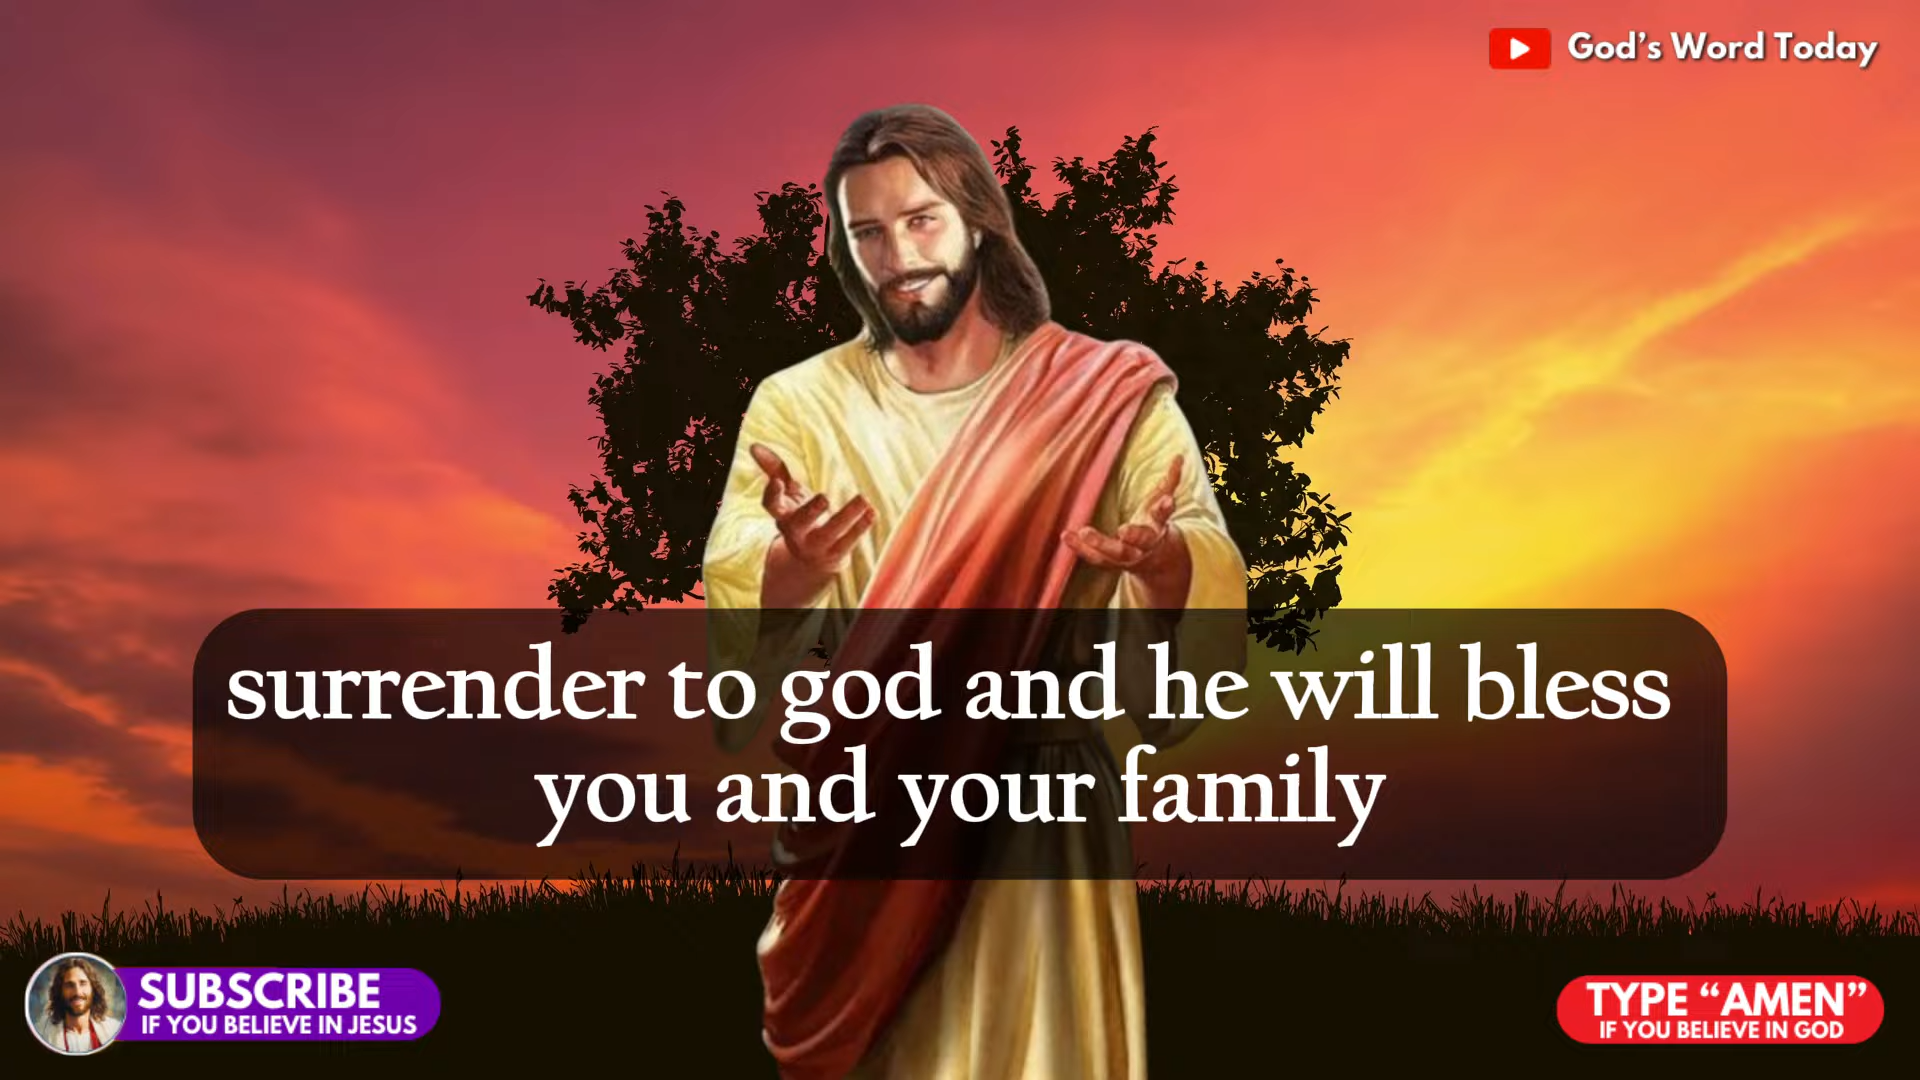 God's Word Today
surrender to god and he will bless
you and your family
SUBSCRIBE
IF YOU BELIEVE IN JESUS
TYPE “AMEN”
IF YOU BELIEVE IN GOD